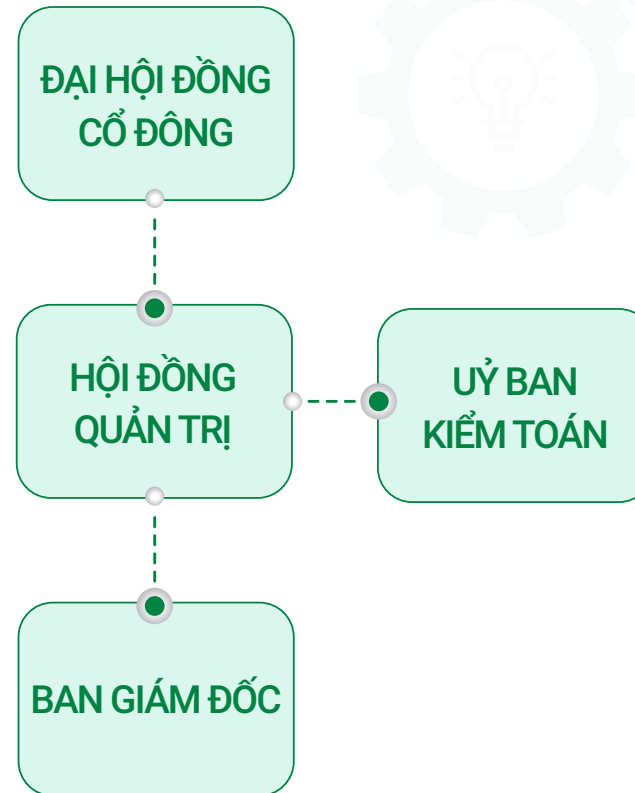 ĐẠI HỘI ĐỒNG
CỔ ĐÔNG
HỘI ĐỒNG
QUẢN TRỊ
UỶ BAN
KIỂM TOÁN
BAN GIÁM ĐỐC